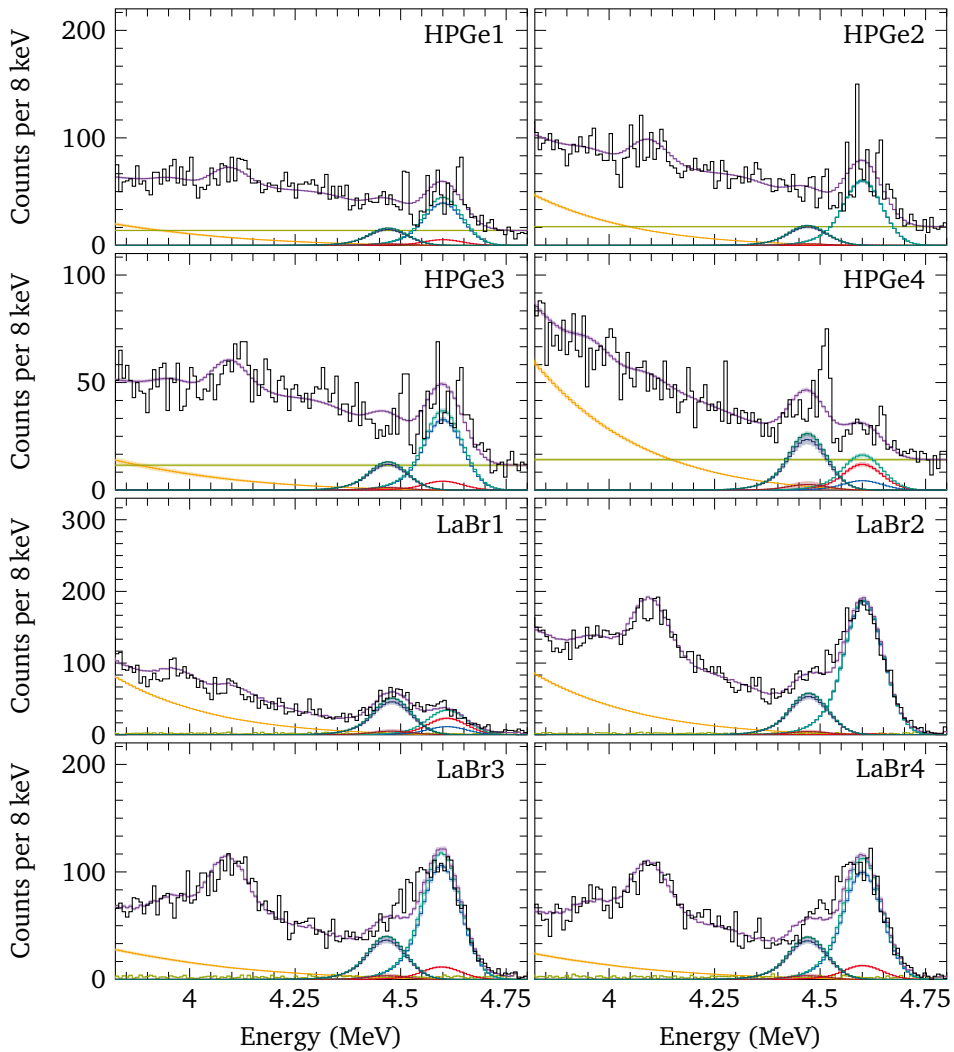 HPGe1
HPGe2
200
100
0
Counts per 8 keV
HPGe3
HPGe4
100
50
0
Counts per 8 keV
LaBr1
LaBr2
300
200
100
0
Counts per 8 keV
LaBr3
LaBr4
200
100
0
Counts per 8 keV
4 4.25 4.5 4.75 4 4.25 4.5 4.75
Energy (MeV) Energy (MeV)